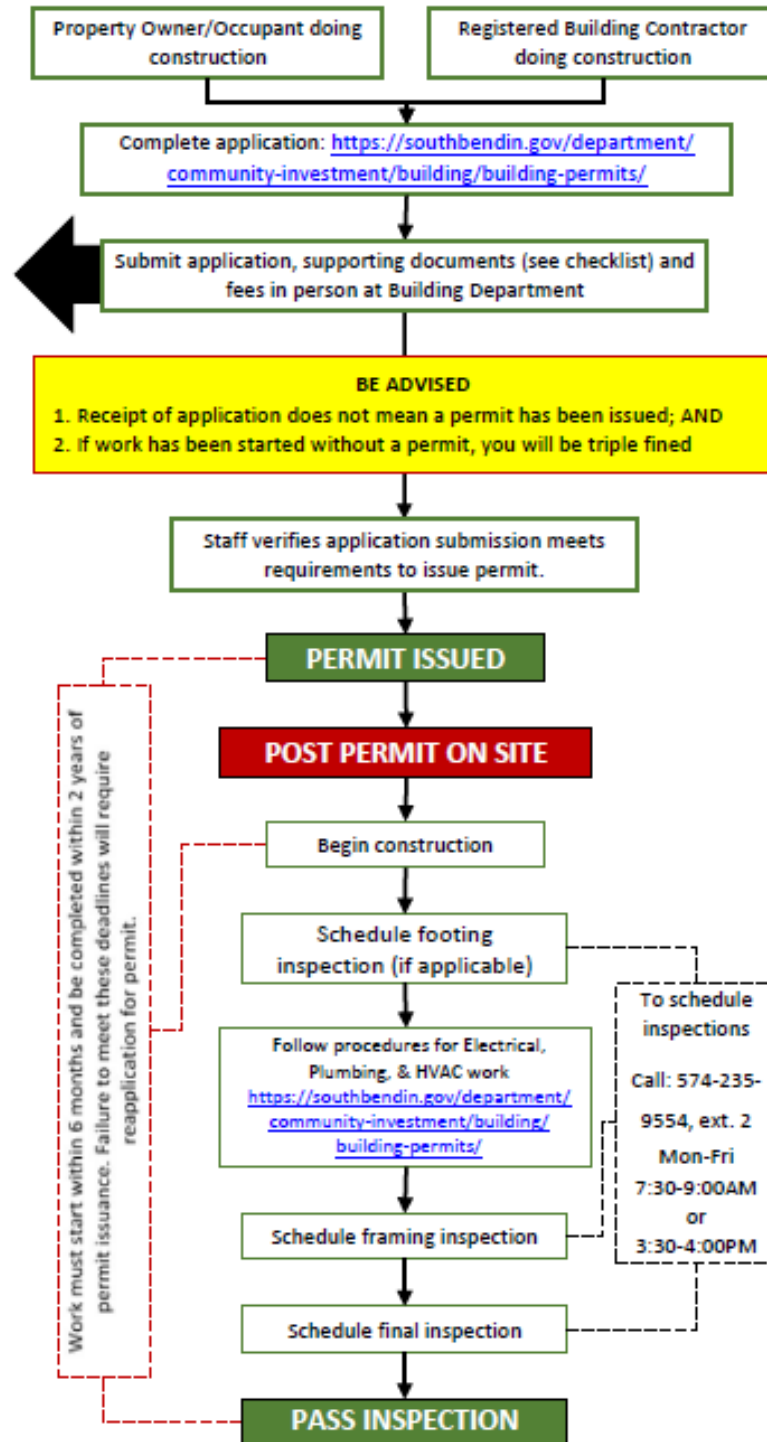 Property Owner/Occupant doing
construction
Registered Building Contractor
doing construction
Complete application: https://southbendin.gov/department/
community-investment/building/building-permits/
Submit application, supporting documents (see checklist) and
fees in person at Building Department
BE ADVISED
1. Receipt of application does not mean a permit has been issued; AND
2. If work has been started without a permit, you will be triple fined
Staff verifies application submission meets
requirements to issue permit.
PERMIT ISSUED
POST PERMIT ON SITE
Begin construction
Schedule footing
inspection (if applicable)
Follow procedures for Electrical,
Plumbing, & HVAC work
https://southbendin.gov/department/
community-investment/building/
building-permits/
Schedule framing inspection
Schedule final inspection
PASS INSPECTION
Work must start within 6 months and be completed within 2 years of
permit issuance. Failure to meet these deadlines will require
reapplication for permit.
To schedule
inspections
Call: 574-235-
9554, ext. 2
Mon-Fri
7:30-9:00AM
or
3:30-4:00PM